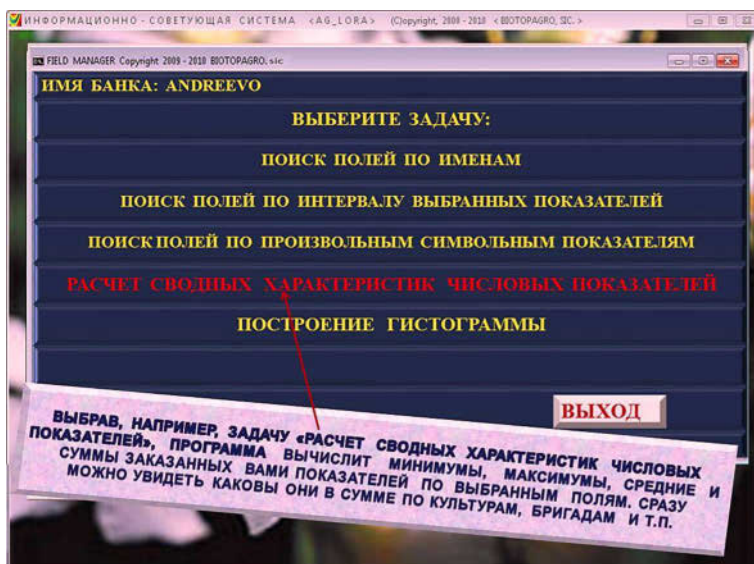 ИНФОРМАЦИОННО - СОВЕТУЮЩАЯ СИСТЕМА <AG_LORA> (C)opyright, 2008 - 2010 < BIOTOPAGRO, SIC. >
FIELD MANAGER Copyright 2009 - 2010 BIOTOPAGRO, sic
ИМЯ БАНКА: ANDREEVO
ВЫБЕРИТЕ ЗАДАЧУ:
ПОИСК ПОЛЕЙ ПО ИМЕНАМ
ПОИСК ПОЛЕЙ ПО ИНТЕРВАЛУ ВЫБРАННЫХ ПОКАЗАТЕЛЕЙ
ПОИСК ПОЛЕЙ ПО ПРОИЗВОЛЬНЫМ СИМВОЛЬНЫМ ПОКАЗАТЕЛЯМ
РАСЧЕТ СВОДНЫХ ХАРАКТЕРИСТИК ЧИСЛОВЫХ ПОКАЗАТЕЛЕЙ
ПОСТРОЕНИЕ ГИСТОГРАММЫ
ВЫХОД
ВЫБРАВ, НАПРИМЕР, ЗАДАЧУ «РАСЧЕТ СВОДНЫХ ХАРАКТЕРИСТИК ЧИСЛОВЫХ
ПОКАЗАТЕЛЕЙ», ПРОГРАММА ВЫЧИСЛИТ МИНИМУМЫ, МАКСИМУМЫ, СРЕДНИЕ И
СУММЫ ЗАКАЗАННЫХ ВАМИ ПОКАЗАТЕЛЕЙ ПО ВЫБРАННЫМ ПОЛЯМ. СРАЗУ
МОЖНО УВИДЕТЬ КАКОВЫ ОНИ В СУММЕ ПО КУЛЬТУРАМ, БРИГАДАМ И Т.П.